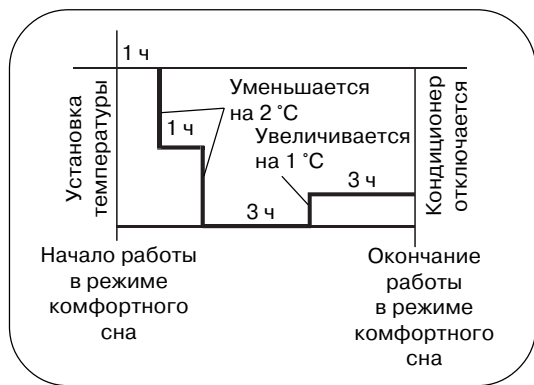 1 ч
Установка
температуры
Уменьшается
на 2 °С
1 ч
Увеличивается
на 1 °С
3 ч
3 ч
Кондиционер
отключается
Начало работы
в режиме
комфортного
сна
Окончание
работы
в режиме
комфортного
сна